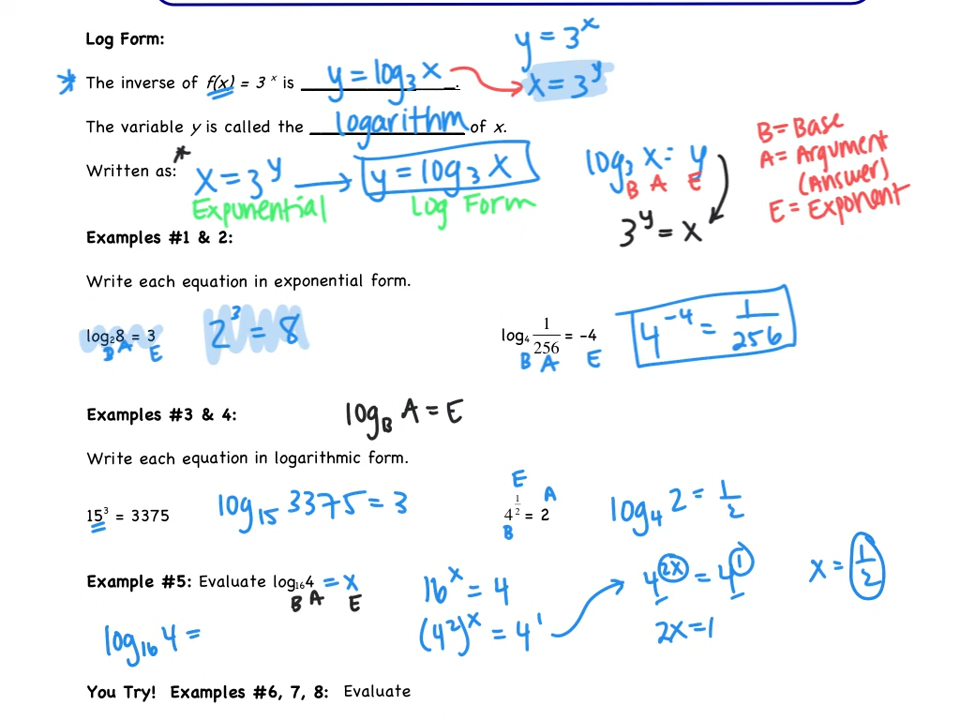 Log Form:
y = 3^x
* The inverse of f(x) = 3^x is y = log₃ x.
x = 3^y
The variable y is called the logarithm of x.
B = Base
A = Argument
(Answer)
E = Exponent
Written as:* x = 3^y → y = log₃ x
Exponential Log Form
log₃ x = y
B A E
3^y = x
Examples #1 & 2:
Write each equation in exponential form.
log₂8 = 3
B A E
2^3 = 8
log₄ 1/256 = -4
B A E
4^-4 = 1/256
Examples #3 & 4:
log_B A = E
Write each equation in logarithmic form.
15^3 = 3375
log₁₅ 3375 = 3
E A
4^1/2 = 2
B
log₄ 2 = 1/2
Example #5: Evaluate log₁₆4 = x
B A E
log₁₆ 4 =
16^x = 4
(4^2)^x = 4^1
4^2x = 4^1
2x = 1
x = 1/2
You Try! Examples #6, 7, 8: Evaluate